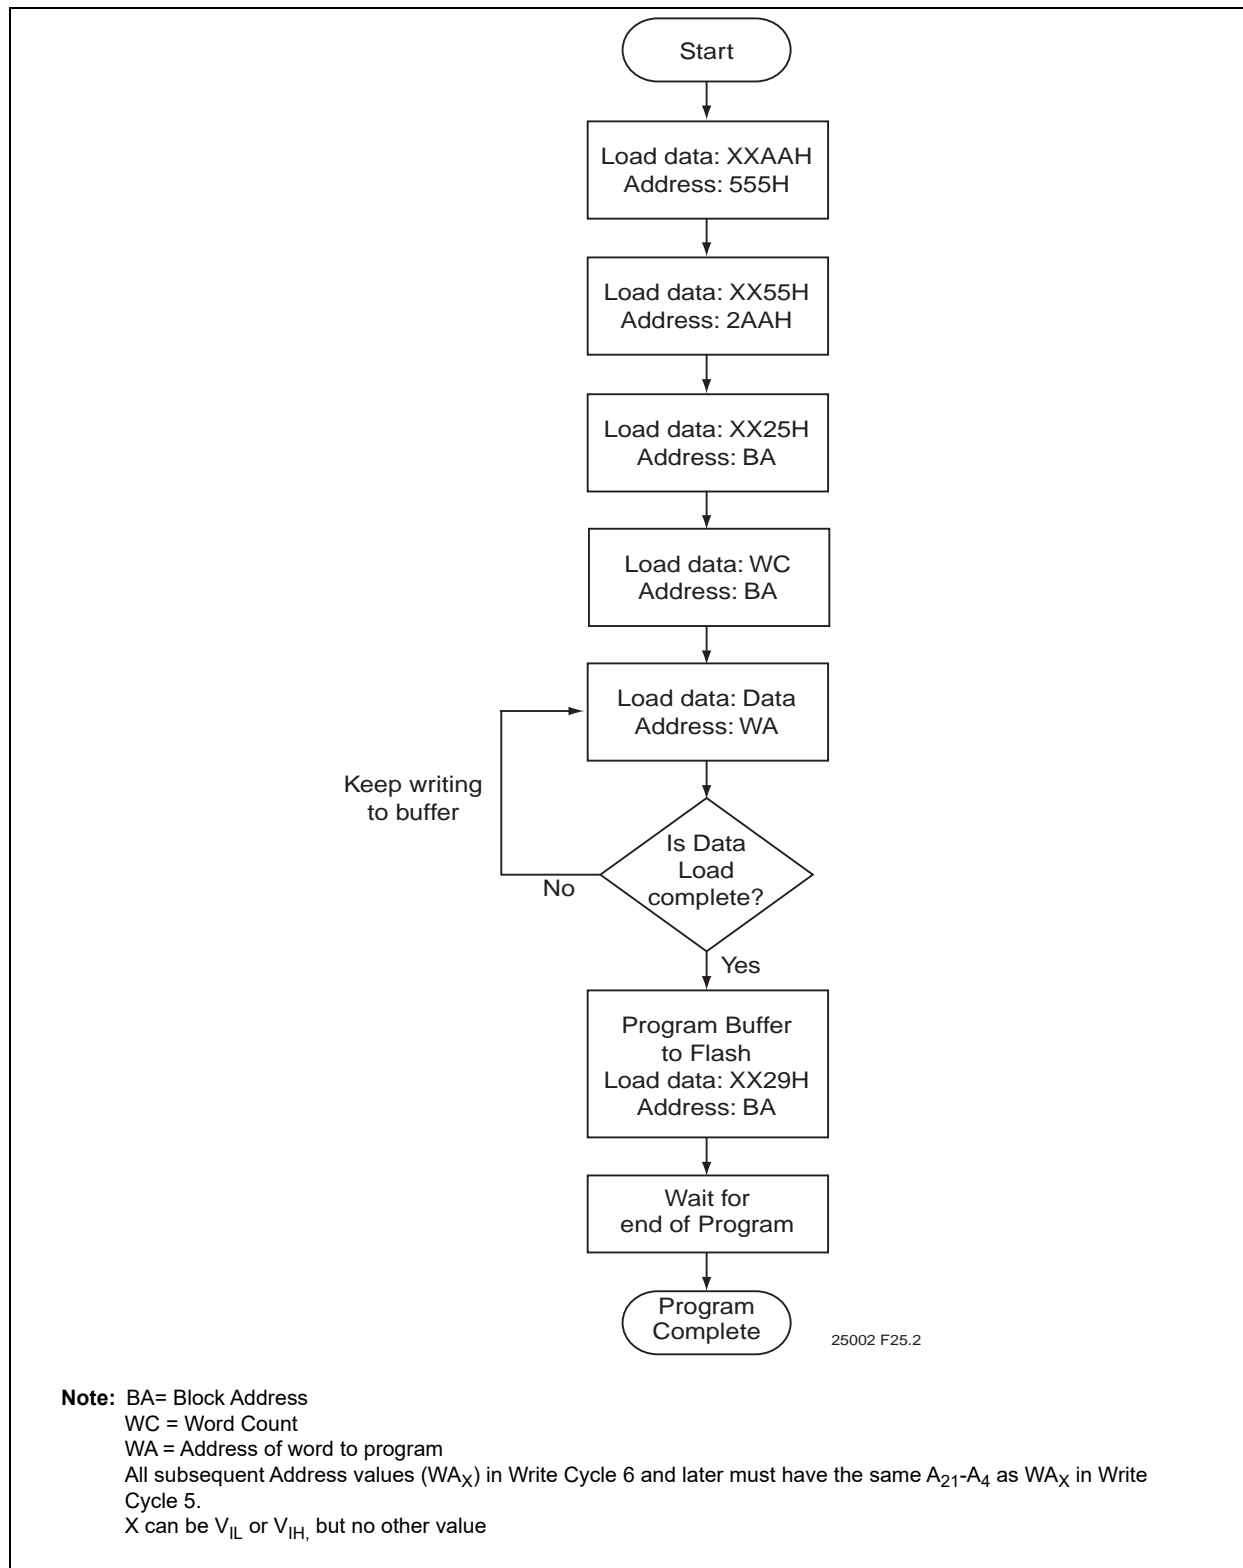 Start
Load data: XXAAH
Address: 555H
Load data: XX55H
Address: 2AAH
Load data: XX25H
Address: BA
Load data: WC
Address: BA
Load data: Data
Address: WA
Keep writing
to buffer
Is Data
Load
complete?
No
Yes
Program Buffer
to Flash
Load data: XX29H
Address: BA
Wait for
end of Program
Program
Complete
25002 F25.2
Note: BA= Block Address
WC = Word Count
WA = Address of word to program
All subsequent Address values (WAX) in Write Cycle 6 and later must have the same A21-A4 as WAX in Write
Cycle 5.
X can be VIL or VIH, but no other value